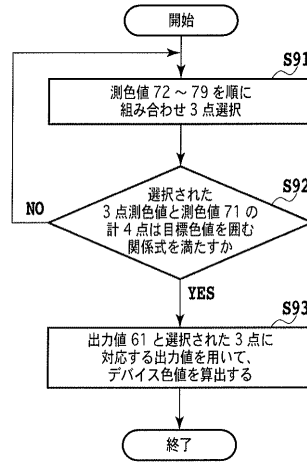 開始
S91
測色値 72 ～ 79 を順に
組み合わせ 3 点選択
S92
選択された
3 点測色値と測色値 71 の
計 4 点は目標色値を囲む
関係式を満たすか
NO
YES
S93
出力値 61 と選択された 3 点に
対応する出力値を用いて、
デバイス色値を算出する
終了